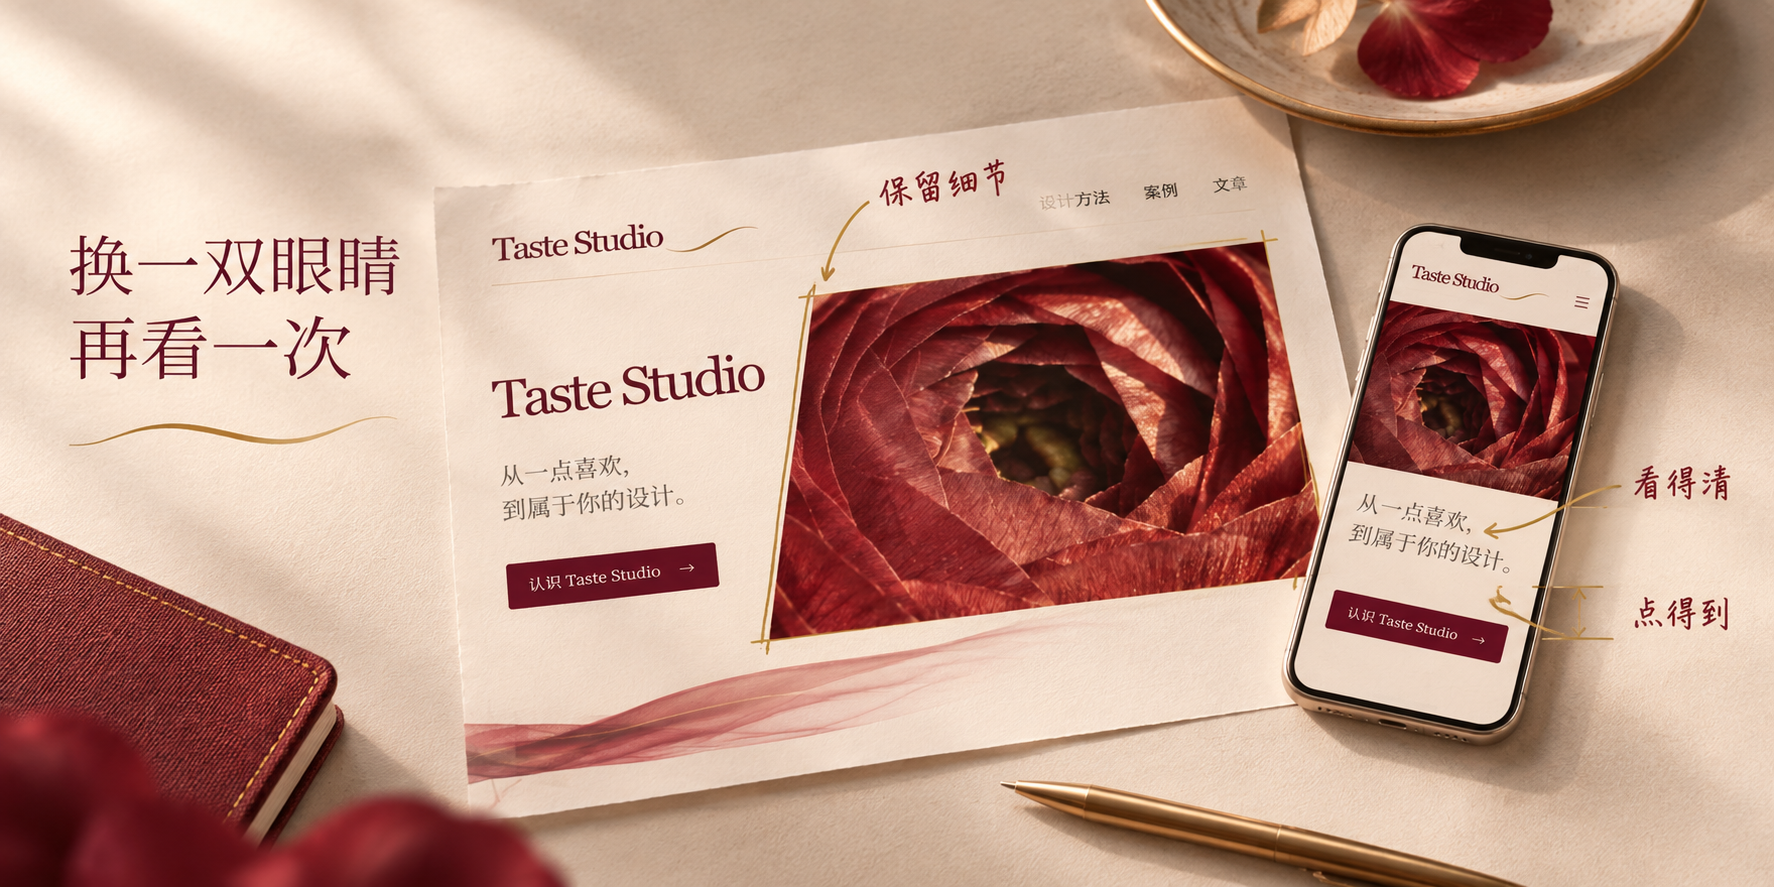 换一双眼睛
再看一次
Taste Studio
保留细节
设计方法 案例 文章
Taste Studio
从一点喜欢,
到属于你的设计。
认识 Taste Studio →
Taste Studio
从一点喜欢,
到属于你的设计。
认识 Taste Studio →
看得清
点得到